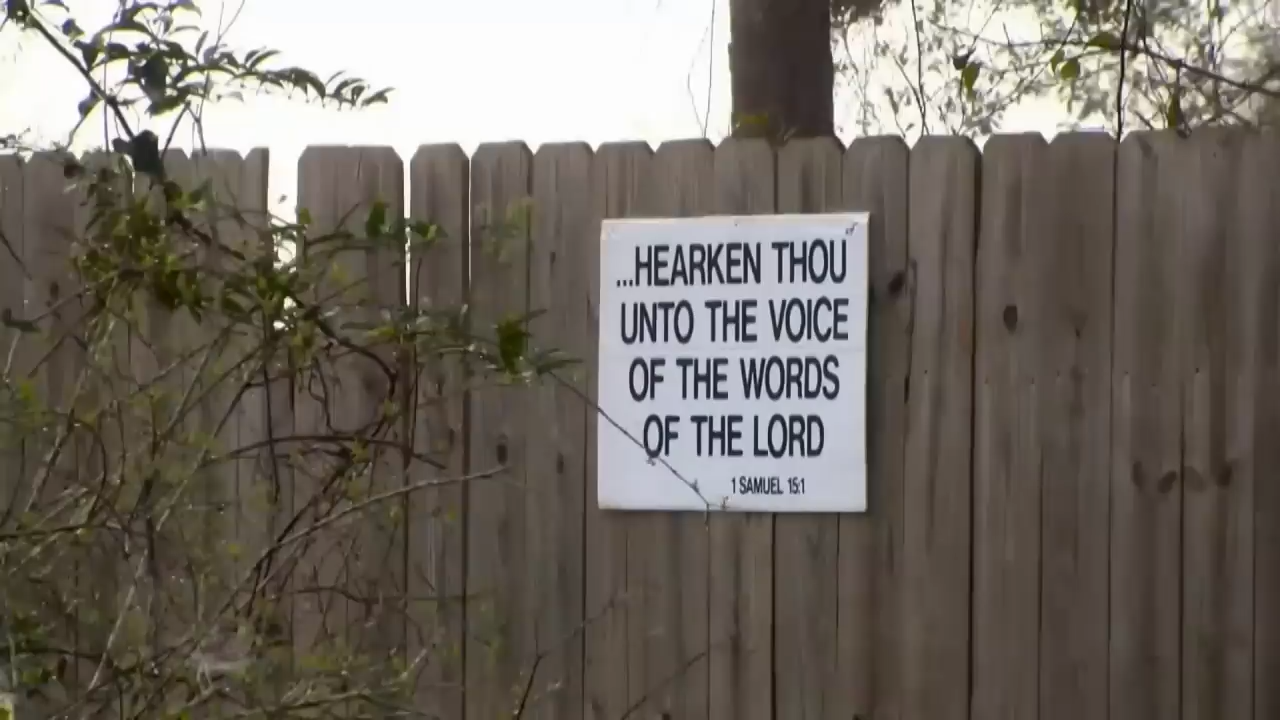 ...HEARKEN THOU
UNTO THE VOICE
OF THE WORDS
OF THE LORD
1 SAMUEL 15:1